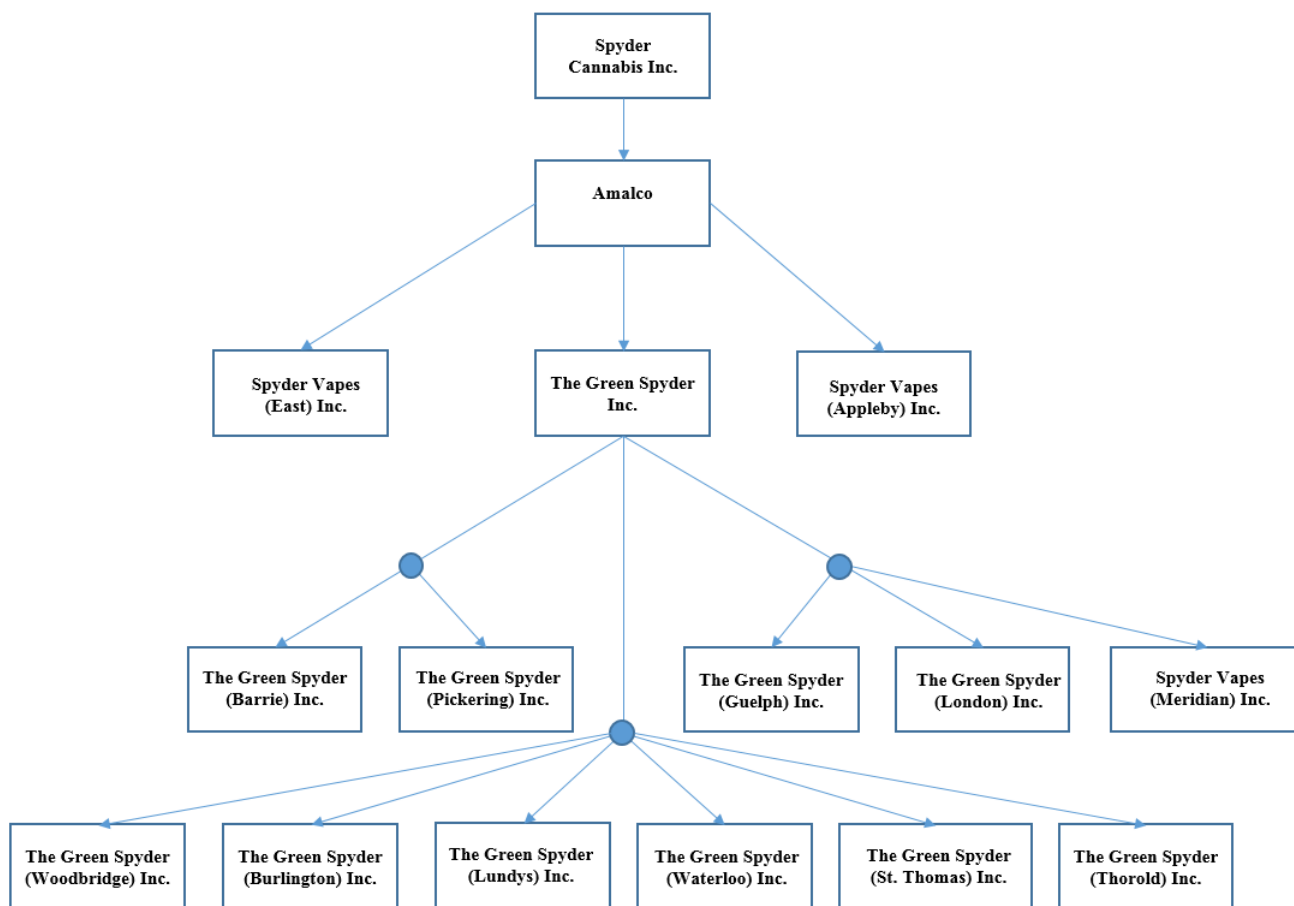 Spyder
Cannabis Inc.
Amalco
Spyder Vapes
(East) Inc.
The Green Spyder
Inc.
Spyder Vapes
(Appleby) Inc.
The Green Spyder
(Barrie) Inc.
The Green Spyder
(Pickering) Inc.
The Green Spyder
(Guelph) Inc.
The Green Spyder
(London) Inc.
Spyder Vapes
(Meridian) Inc.
The Green Spyder
(Woodbridge) Inc.
The Green Spyder
(Burlington) Inc.
The Green Spyder
(Lundys) Inc.
The Green Spyder
(Waterloo) Inc.
The Green Spyder
(St. Thomas) Inc.
The Green Spyder
(Thorold) Inc.